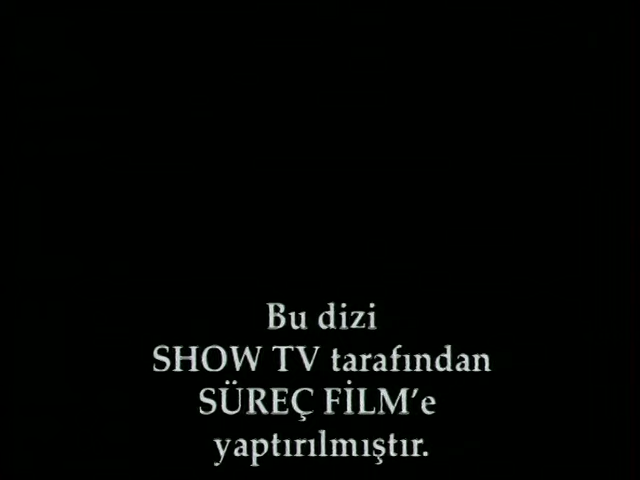 Bu dizi
SHOW TV tarafından
SÜREÇ FİLM'e
yaptırılmıştır.